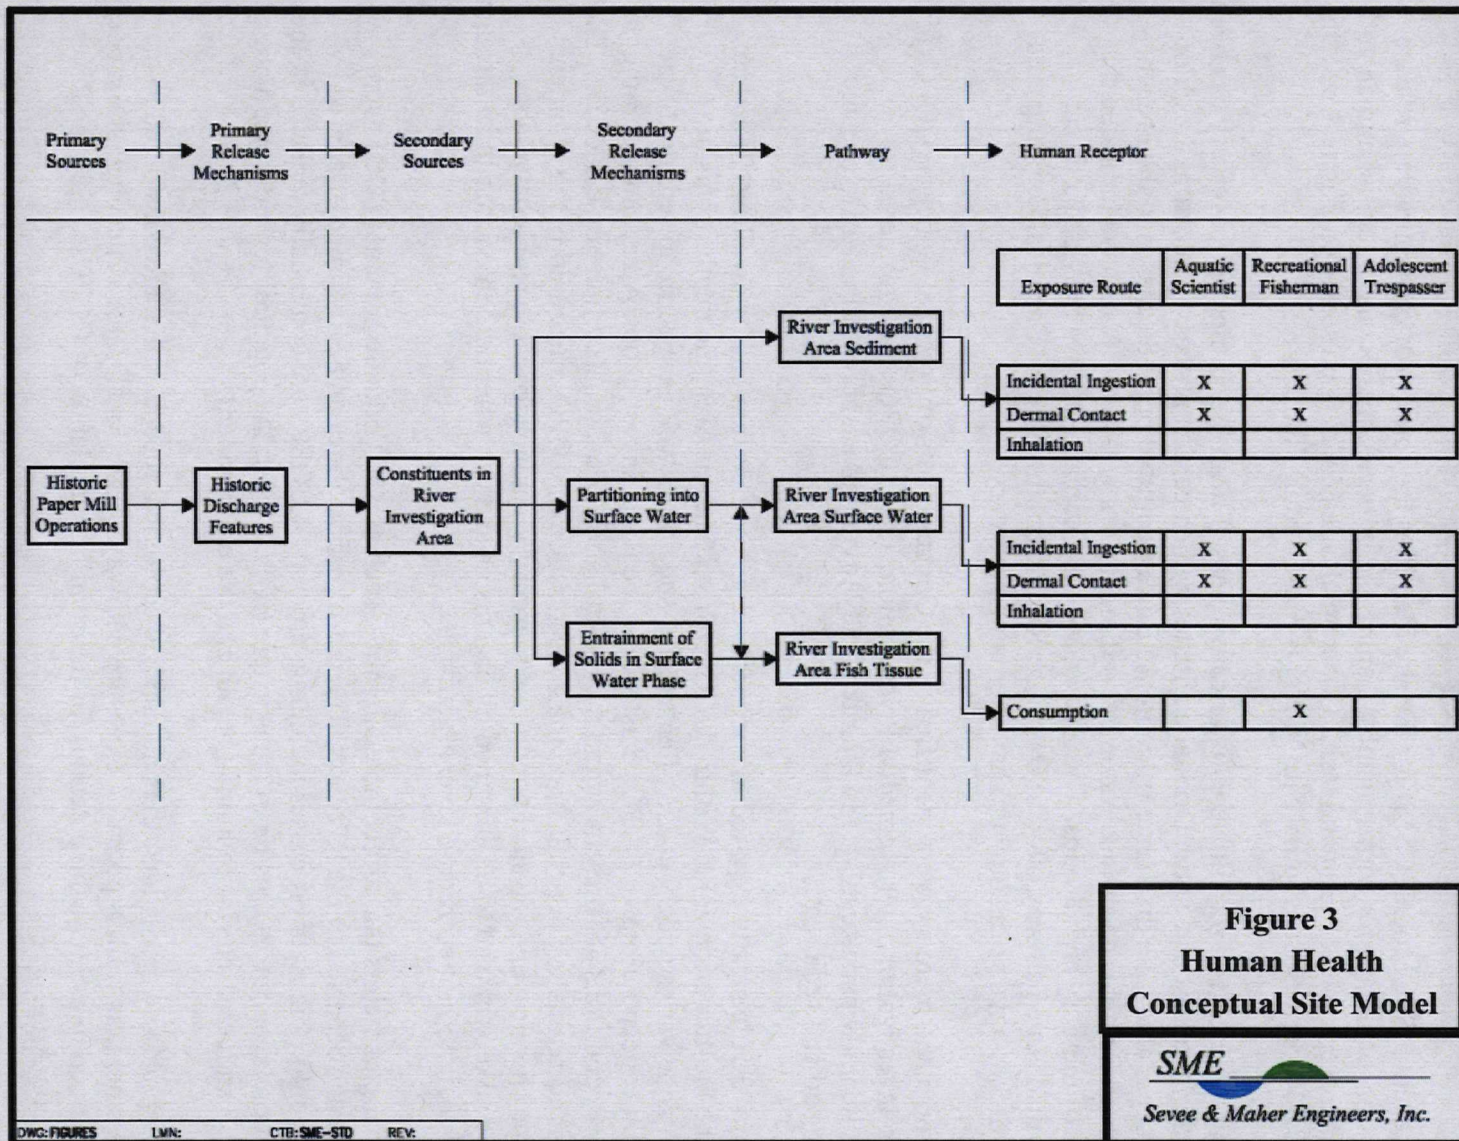 Primary
Sources
Primary
Release
Mechanisms
Secondary
Sources
Secondary
Release
Mechanisms
Pathway
Human Receptor
Exposure Route
Aquatic
Scientist
Recreational
Fisherman
Adolescent
Trespasser
River Investigation
Area Sediment
Incidental Ingestion X X X
Dermal Contact X X X
Inhalation
Historic
Paper Mill
Operations
Historic
Discharge
Features
Constituents in
River
Investigation
Area
Partitioning into
Surface Water
River Investigation
Area Surface Water
Incidental Ingestion X X X
Dermal Contact X X X
Inhalation
Entrainment of
Solids in Surface
Water Phase
River Investigation
Area Fish Tissue
Consumption X
Figure 3
Human Health
Conceptual Site Model
SME
Sevee & Maher Engineers, Inc.
DWG: FIGURES LMN: CTB: SME-STD REV: